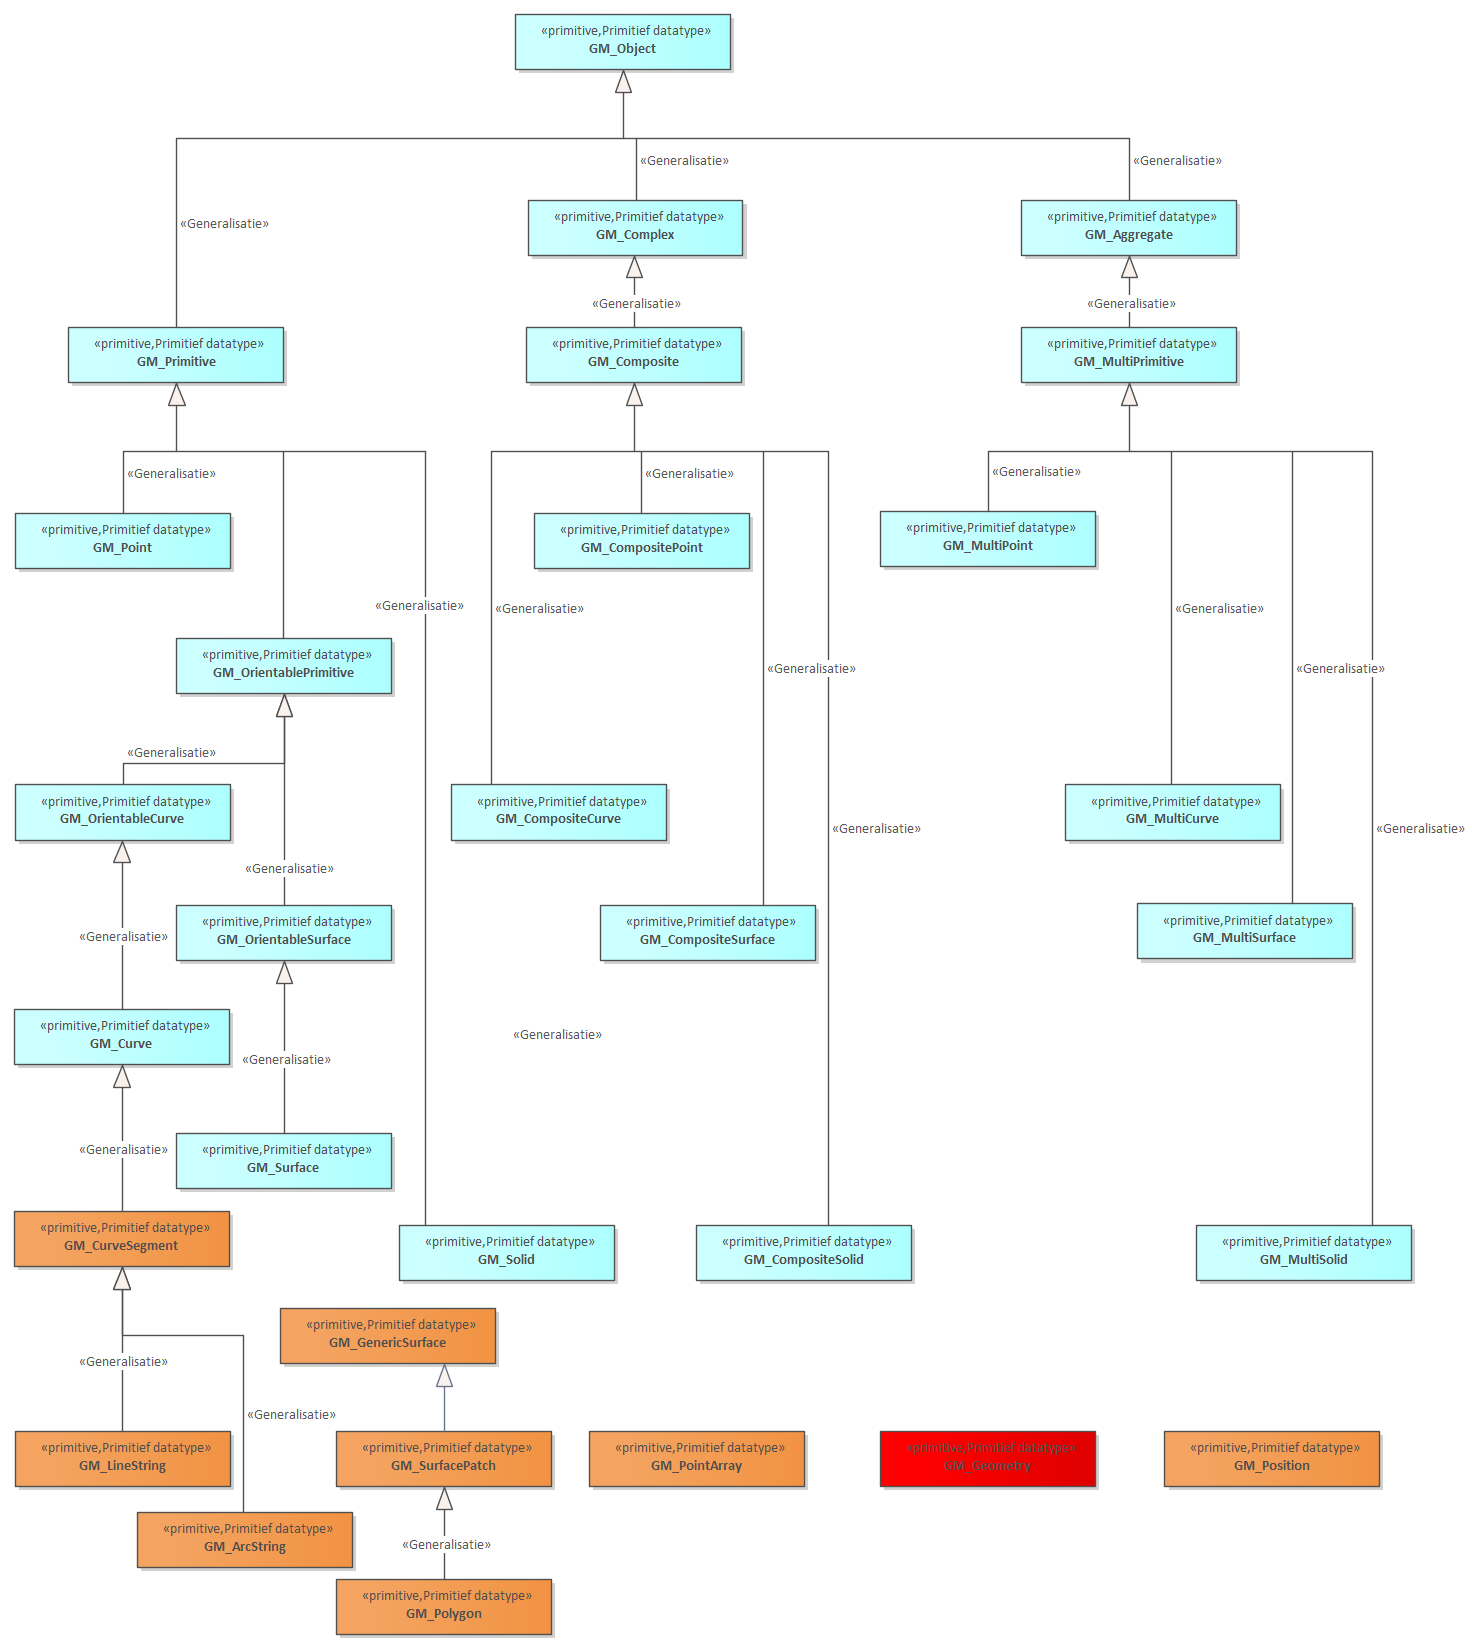 «primitive,Primitief datatype»
GM_Object
«Generalisatie»
«Generalisatie»
«primitive,Primitief datatype»
GM_Complex
«primitive,Primitief datatype»
GM_Aggregate
«Generalisatie»
«Generalisatie»
«Generalisatie»
«primitive,Primitief datatype»
GM_Primitive
«primitive,Primitief datatype»
GM_Composite
«primitive,Primitief datatype»
GM_MultiPrimitive
«Generalisatie»
«Generalisatie»
«Generalisatie»
«primitive,Primitief datatype»
GM_Point
«primitive,Primitief datatype»
GM_CompositePoint
«primitive,Primitief datatype»
GM_MultiPoint
«Generalisatie»
«Generalisatie»
«Generalisatie»
«primitive,Primitief datatype»
GM_OrientablePrimitive
«Generalisatie»
«Generalisatie»
«Generalisatie»
«primitive,Primitief datatype»
GM_OrientableCurve
«primitive,Primitief datatype»
GM_CompositeCurve
«primitive,Primitief datatype»
GM_MultiCurve
«Generalisatie»
«Generalisatie»
«Generalisatie»
«primitive,Primitief datatype»
GM_OrientableSurface
«primitive,Primitief datatype»
GM_CompositeSurface
«primitive,Primitief datatype»
GM_MultiSurface
«Generalisatie»
«primitive,Primitief datatype»
GM_Curve
«Generalisatie»
«Generalisatie»
«Generalisatie»
«primitive,Primitief datatype»
GM_Surface
«primitive,Primitief datatype»
GM_CurveSegment
«primitive,Primitief datatype»
GM_Solid
«primitive,Primitief datatype»
GM_CompositeSolid
«primitive,Primitief datatype»
GM_MultiSolid
«primitive,Primitief datatype»
GM_GenericSurface
«Generalisatie»
«Generalisatie»
«primitive,Primitief datatype»
GM_LineString
«primitive,Primitief datatype»
GM_SurfacePatch
«primitive,Primitief datatype»
GM_PointArray
«primitive,Primitief datatype»
GM_Geometry
«primitive,Primitief datatype»
GM_Position
«primitive,Primitief datatype»
GM_ArcString
«Generalisatie»
«primitive,Primitief datatype»
GM_Polygon